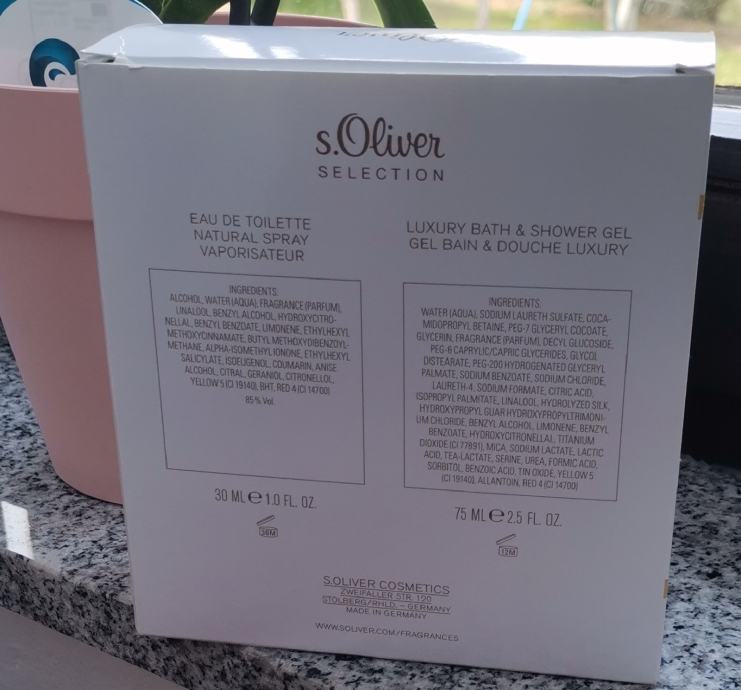 s.Oliver
SELECTION
EAU DE TOILETTE
NATURAL SPRAY
VAPORISATEUR
INGREDIENTS:
ALCOHOL, WATER (AQUA), FRAGRANCE (PARFUM),
LINALOOL, BENZYL ALCOHOL, HYDROXYCITRO-
NELLAL, BENZYL BENZOATE, LIMONENE, ETHYLHEXYL
METHOXYCINNAMATE, BUTYL METHOXYDIBENZOYL-
METHANE, ALPHA-ISOMETHYL IONONE, ETHYLHEXYL
SALICYLATE, ISOEUGENOL, COUMARIN, ANISE
ALCOHOL, CITRAL, GERANIOL, CITRONELLOL,
YELLOW 5 (CI 19140), BHT, RED 4 (CI 14700)
85% Vol.
30 ML e 1.0 FL. OZ.
36M
LUXURY BATH & SHOWER GEL
GEL BAIN & DOUCHE LUXURY
INGREDIENTS:
WATER (AQUA), SODIUM LAURETH SULFATE, COCA-
MIDOPROPYL BETAINE, PEG-7 GLYCERYL COCOATE,
GLYCERIN, FRAGRANCE (PARFUM), DECYL GLUCOSIDE,
PEG-6 CAPRYLIC/CAPRIC GLYCERIDES, GLYCOL
DISTEARATE, PEG-200 HYDROGENATED GLYCERYL
PALMATE, SODIUM BENZOATE, SODIUM CHLORIDE,
LAURETH-4, SODIUM FORMATE, CITRIC ACID,
ISOPROPYL PALMITATE, LINALOOL, HYDROLYZED SILK,
HYDROXYPROPYL GUAR HYDROXYPROPYLTRIMONI-
UM CHLORIDE, BENZYL ALCOHOL, LIMONENE, BENZYL
BENZOATE, HYDROXYCITRONELLAL, TITANIUM
DIOXIDE (CI 77891), MICA, SODIUM LACTATE, LACTIC
ACID, TEA-LACTATE, SERINE, UREA, FORMIC ACID,
SORBITOL, BENZOIC ACID, TIN OXIDE, YELLOW 5
(CI 19140), ALLANTOIN, RED 4 (CI 14700)
75 ML e 2.5 FL. OZ.
12M
S.OLIVER COSMETICS
ZWEIFALLER STR. 120
STOLBERG/RHLD. - GERMANY
MADE IN GERMANY
WWW.SOLIVER.COM/FRAGRANCES